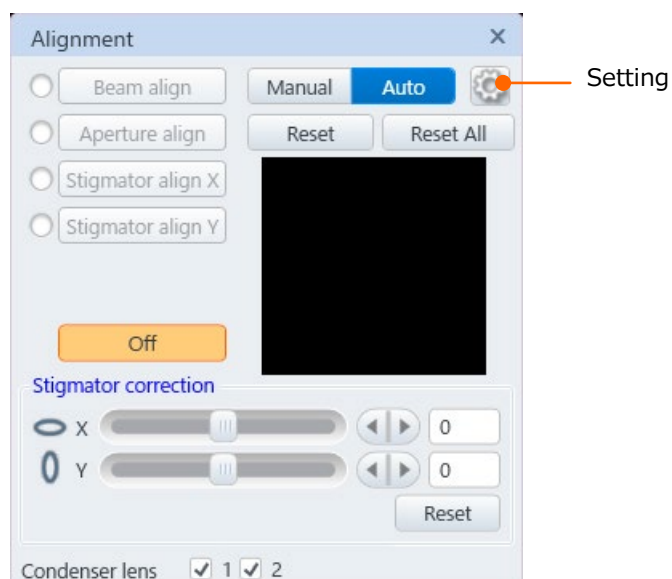 Alignment
Beam align Manual Auto Setting
Aperture align Reset Reset All
Stigmator align X
Stigmator align Y
Off
Stigmator correction
X 0
Y 0
Reset
Condenser lens 1 2